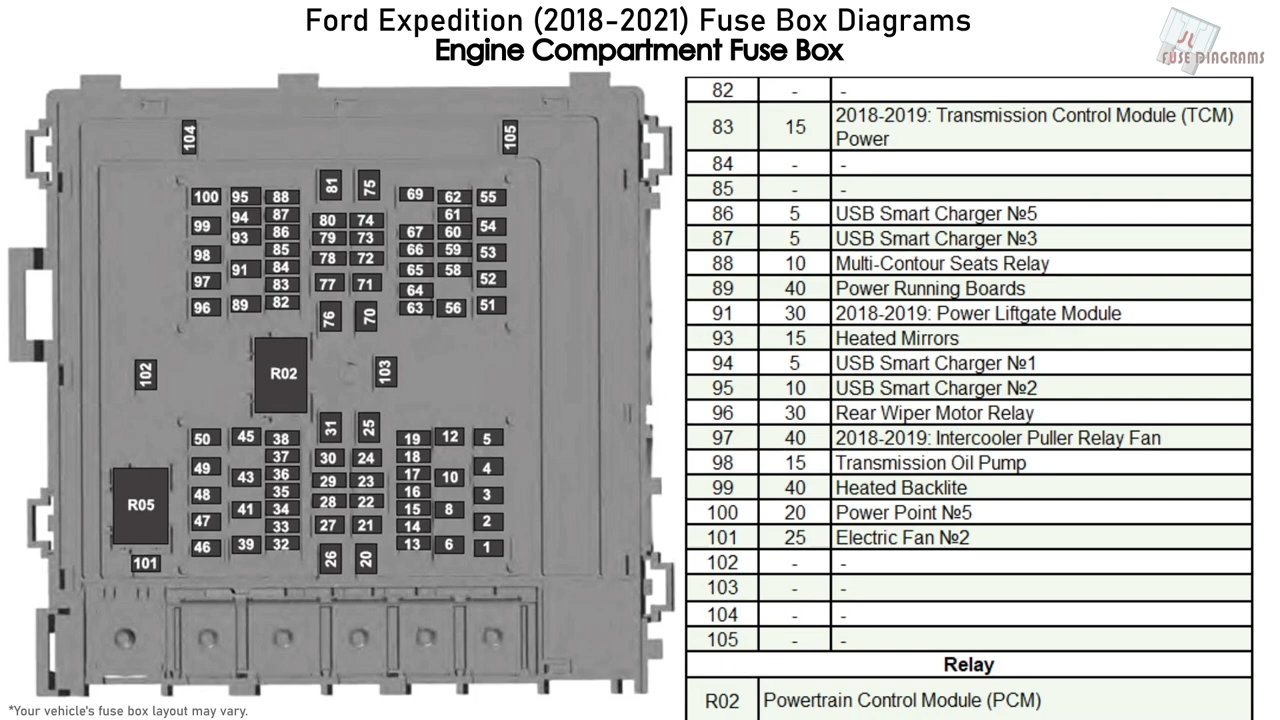 Ford Expedition (2018-2021) Fuse Box Diagrams
Engine Compartment Fuse Box
JL
FUSE DIAGRAMS
104 105
81 75
100 95 88 69 62 55
94 87 80 74 61
99 93 86 79 73 67 60 54
85 66 59
98 91 84 78 72 65 58 53
97 83 77 71 64 52
96 89 82 76 70 63 56 51
102 R02 103
31 25
50 45 38 19 12 5
37 30 24 18
49 43 36 29 23 17 10 4
48 35 28 22 16 3
41 34 15 8
47 33 27 21 14 2
46 39 32 26 20 13 6 1
R05
101
82 - -
83 15 2018-2019: Transmission Control Module (TCM)
Power
84 - -
85 - -
86 5 USB Smart Charger №5
87 5 USB Smart Charger №3
88 10 Multi-Contour Seats Relay
89 40 Power Running Boards
91 30 2018-2019: Power Liftgate Module
93 15 Heated Mirrors
94 5 USB Smart Charger №1
95 10 USB Smart Charger №2
96 30 Rear Wiper Motor Relay
97 40 2018-2019: Intercooler Puller Relay Fan
98 15 Transmission Oil Pump
99 40 Heated Backlite
100 20 Power Point №5
101 25 Electric Fan №2
102 - -
103 - -
104 - -
105 - -
Relay
R02 Powertrain Control Module (PCM)
*Your vehicle's fuse box layout may vary.